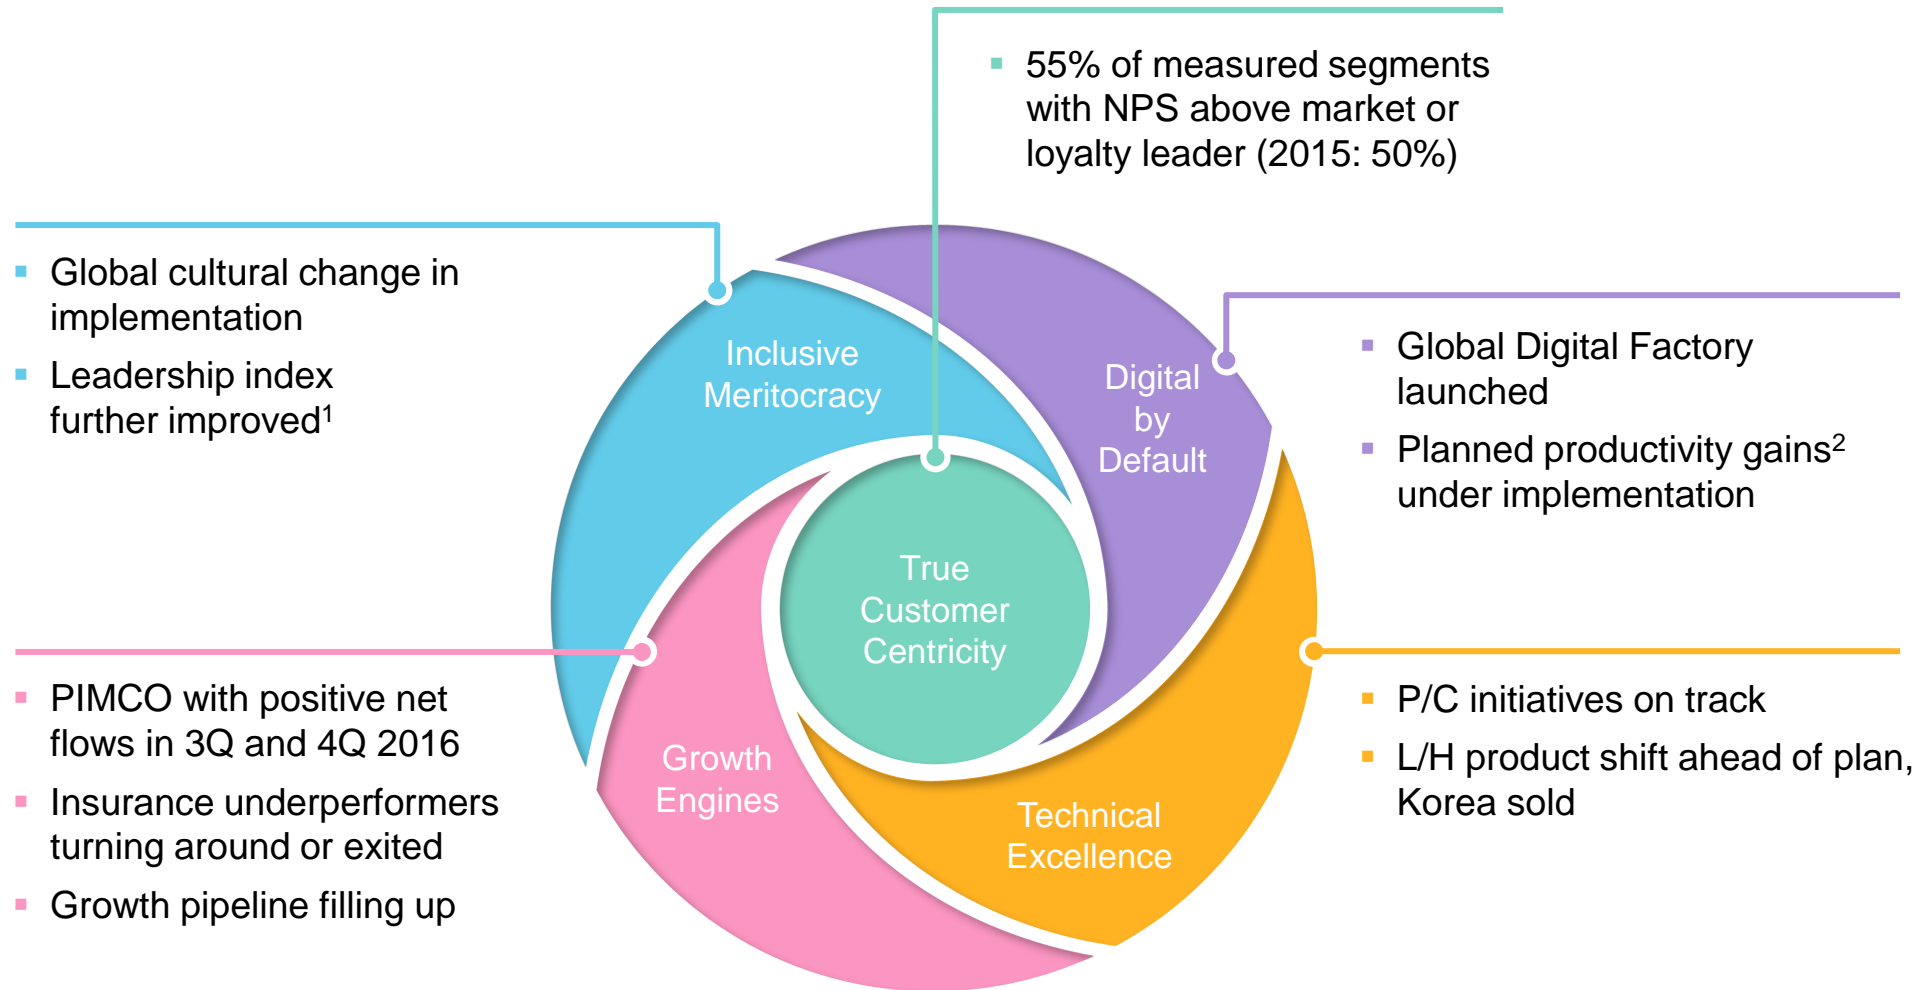 55% of measured segments
with NPS above market or
loyalty leader (2015: 50%)
Global cultural change in
implementation
Leadership index
further improved¹
Inclusive
Meritocracy
Digital
by
Default
Global Digital Factory
launched
Planned productivity gains²
under implementation
True
Customer
Centricity
PIMCO with positive net
flows in 3Q and 4Q 2016
Insurance underperformers
turning around or exited
Growth pipeline filling up
Growth
Engines
Technical
Excellence
P/C initiatives on track
L/H product shift ahead of plan,
Korea sold